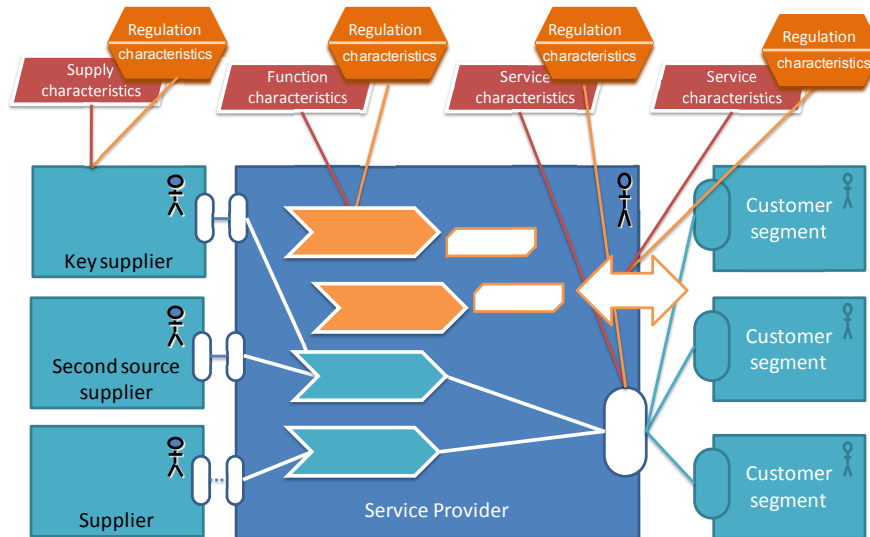 Regulation
characteristics
Supply
characteristics
Regulation
characteristics
Function
characteristics
Regulation
characteristics
Service
characteristics
Regulation
characteristics
Service
characteristics
Key supplier
Second source
supplier
Supplier
Service Provider
Customer
segment
Customer
segment
Customer
segment